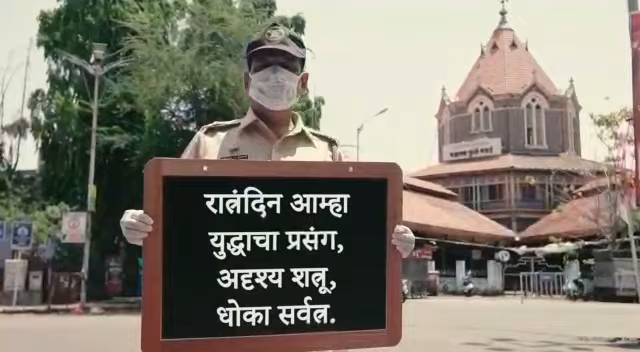 रात्रंदिन आम्हा
युद्धाचा प्रसंग,
अदृश्य शत्रू,
धोका सर्वत्र.